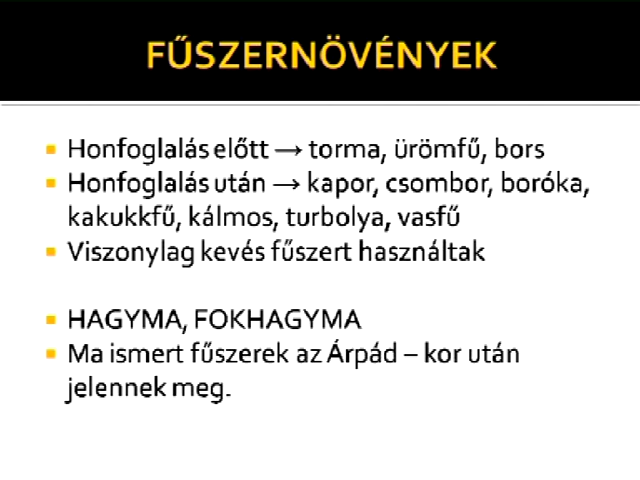 FŰSZERNÖVÉNYEK
▪ Honfoglalás előtt → torma, ürömfű, bors
▪ Honfoglalás után → kapor, csombor, boróka,
kakukkfű, kálmos, turbolya, vasfű
▪ Viszonylag kevés fűszert használtak
▪ HAGYMA, FOKHAGYMA
▪ Ma ismert fűszerek az Árpád – kor után
jelennek meg.